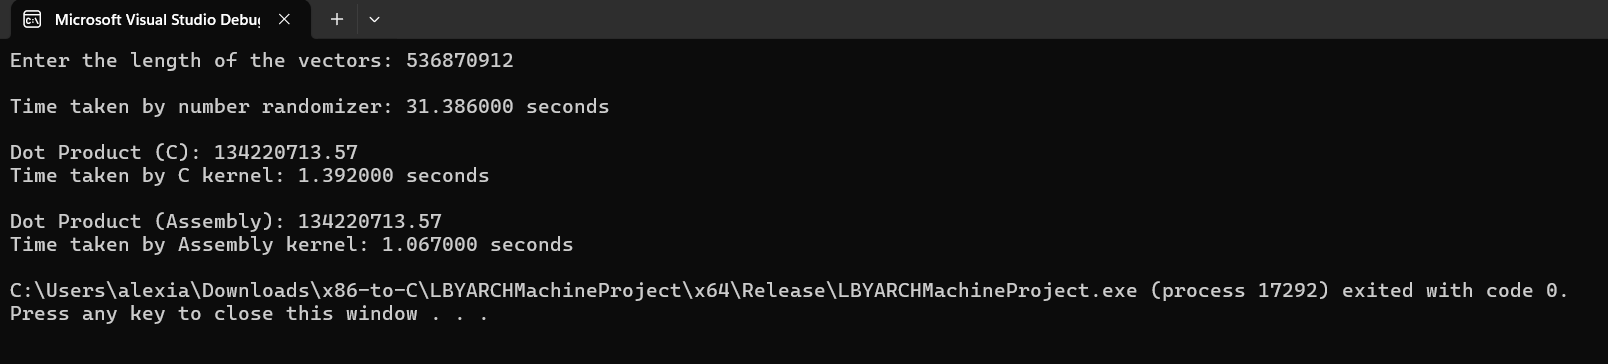 Microsoft Visual Studio Debu
Enter the length of the vectors: 536870912
Time taken by number randomizer: 31.386000 seconds
Dot Product (C): 134220713.57
Time taken by C kernel: 1.392000 seconds
Dot Product (Assembly): 134220713.57
Time taken by Assembly kernel: 1.067000 seconds
C:\Users\alexia\Downloads\x86-to-C\LBYARCHMachineProject\x64\Release\LBYARCHMachineProject.exe (process 17292) exited with code 0.
Press any key to close this window . . .